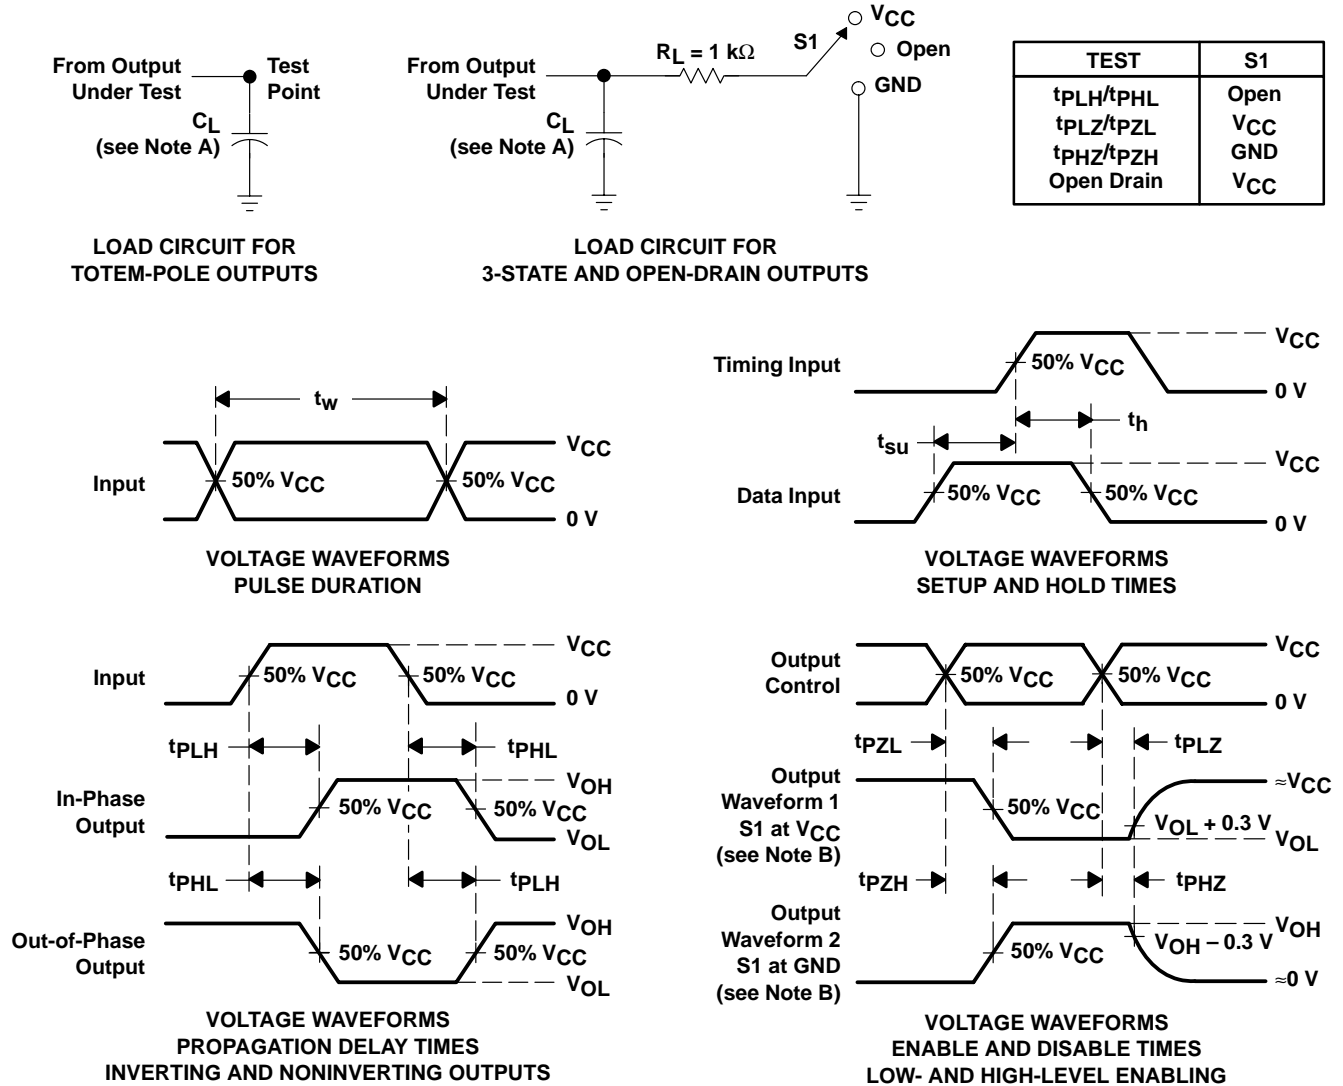 From Output
Under Test
Test
Point
CL
(see Note A)
LOAD CIRCUIT FOR
TOTEM-POLE OUTPUTS
From Output
Under Test
CL
(see Note A)
RL = 1 kΩ
S1
VCC
Open
GND
LOAD CIRCUIT FOR
3-STATE AND OPEN-DRAIN OUTPUTS
TEST S1
tPLH/tPHL Open
tPLZ/tPZL VCC
tPHZ/tPZH GND
Open Drain VCC
tw
Input
50% VCC
50% VCC
VCC
0 V
VOLTAGE WAVEFORMS
PULSE DURATION
Timing Input
50% VCC
VCC
0 V
th
tsu
Data Input
50% VCC
50% VCC
VCC
0 V
VOLTAGE WAVEFORMS
SETUP AND HOLD TIMES
Input
50% VCC
50% VCC
VCC
0 V
tPLH
tPHL
In-Phase
Output
50% VCC
50% VCC
VOH
VOL
tPHL
tPLH
Out-of-Phase
Output
50% VCC
50% VCC
VOH
VOL
VOLTAGE WAVEFORMS
PROPAGATION DELAY TIMES
INVERTING AND NONINVERTING OUTPUTS
Output
Control
50% VCC
50% VCC
VCC
0 V
tPZL
tPLZ
Output
Waveform 1
S1 at VCC
(see Note B)
50% VCC
≈VCC
VOL + 0.3 V
VOL
tPZH
tPHZ
Output
Waveform 2
S1 at GND
(see Note B)
50% VCC
VOH
VOH − 0.3 V
≈0 V
VOLTAGE WAVEFORMS
ENABLE AND DISABLE TIMES
LOW- AND HIGH-LEVEL ENABLING